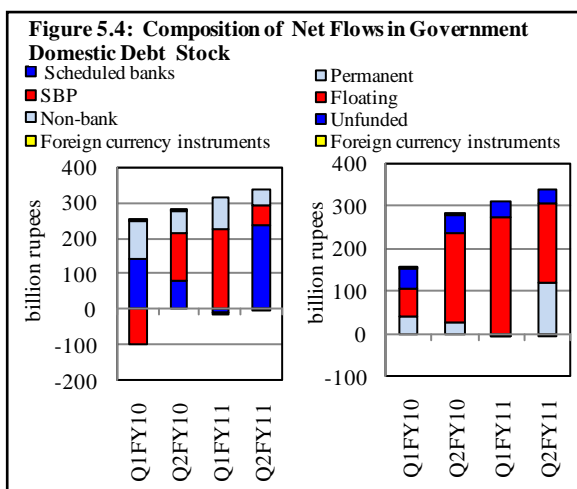 Figure 5.4: Composition of Net Flows in Government
Domestic Debt Stock
Scheduled banks
SBP
Non-bank
Foreign currency instruments
400
300
200
100
0
-100
-200
billion rupees
Q1FY10
Q2FY10
Q1FY11
Q2FY11
Permanent
Floating
Unfunded
Foreign currency instruments
400
300
200
100
0
-100
billion rupees
Q1FY10
Q2FY10
Q1FY11
Q2FY11